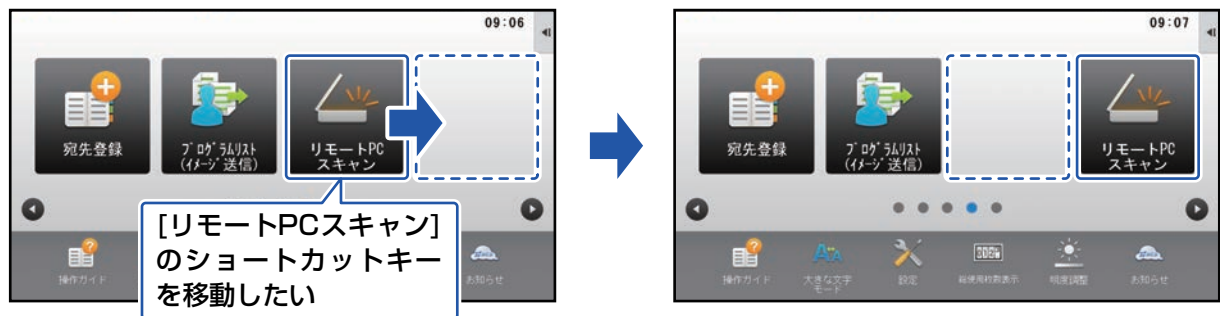 09:06
宛先登録
プログラムリスト
(イメージ送信)
リモートPC
スキャン
[リモートPCスキャン]
のショートカットキー
を移動したい
操作ガイド
お知らせ
09:07
宛先登録
プログラムリスト
(イメージ送信)
リモートPC
スキャン
操作ガイド
大きな文字
モード
設定
総使用枚数表示
明度調整
お知らせ